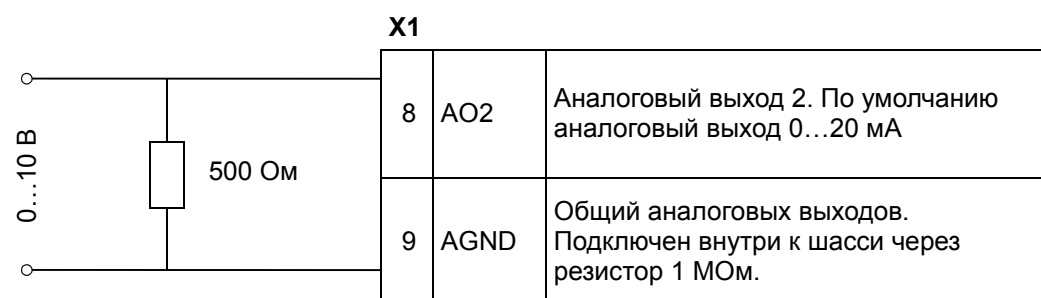 X1
0…10 В
500 Ом
8 AO2 Аналоговый выход 2. По умолчанию
аналоговый выход 0…20 мА
9 AGND Общий аналоговых выходов.
Подключен внутри к шасси через
резистор 1 МОм.